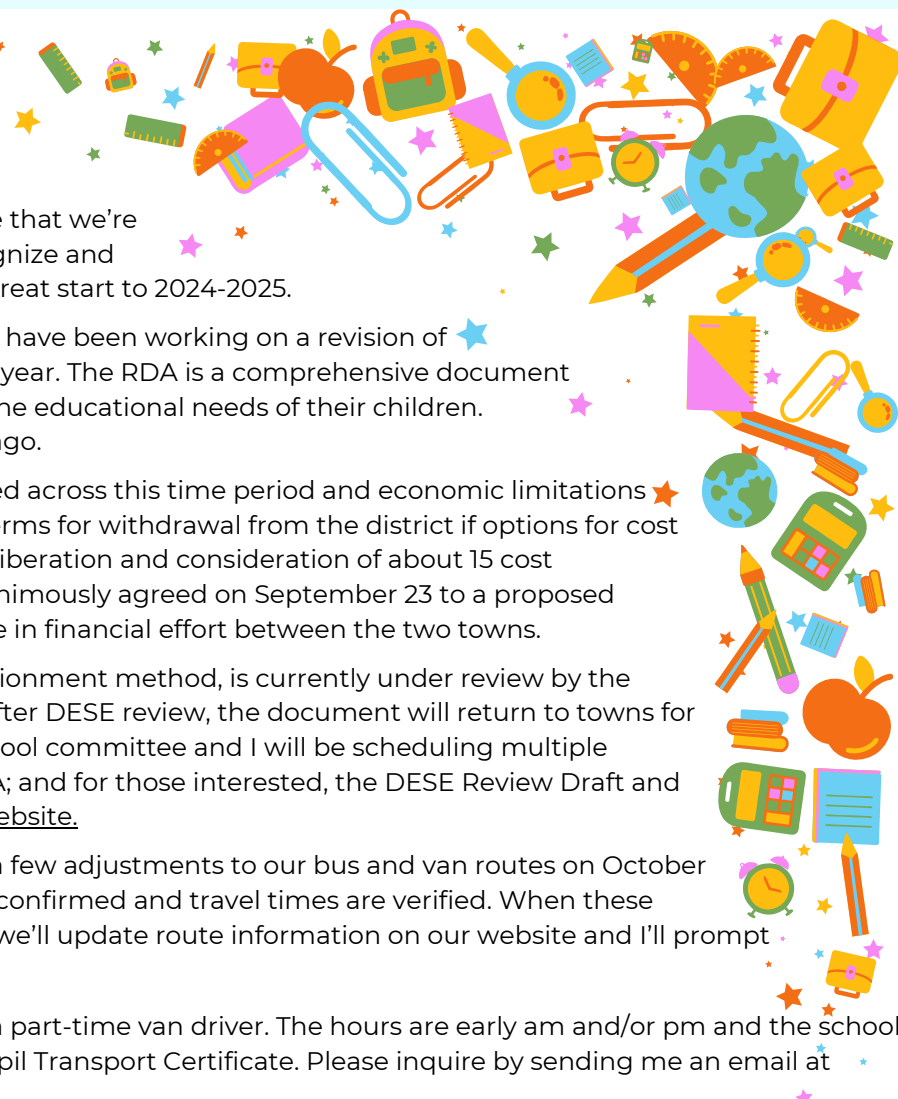 that we’re
gnize and
reat start to 2024-2025.
have been working on a revision of
year. The RDA is a comprehensive document
he educational needs of their children.
ago.
ed across this time period and economic limitations
erms for withdrawal from the district if options for cost
liberation and consideration of about 15 cost
nimously agreed on September 23 to a proposed
e in financial effort between the two towns.
ionment method, is currently under review by the
fter DESE review, the document will return to towns for
ool committee and I will be scheduling multiple
A; and for those interested, the DESE Review Draft and
ebsite.
a few adjustments to our bus and van routes on October
confirmed and travel times are verified. When these
we’ll update route information on our website and I’ll prompt
a part-time van driver. The hours are early am and/or pm and the school
pil Transport Certificate. Please inquire by sending me an email at